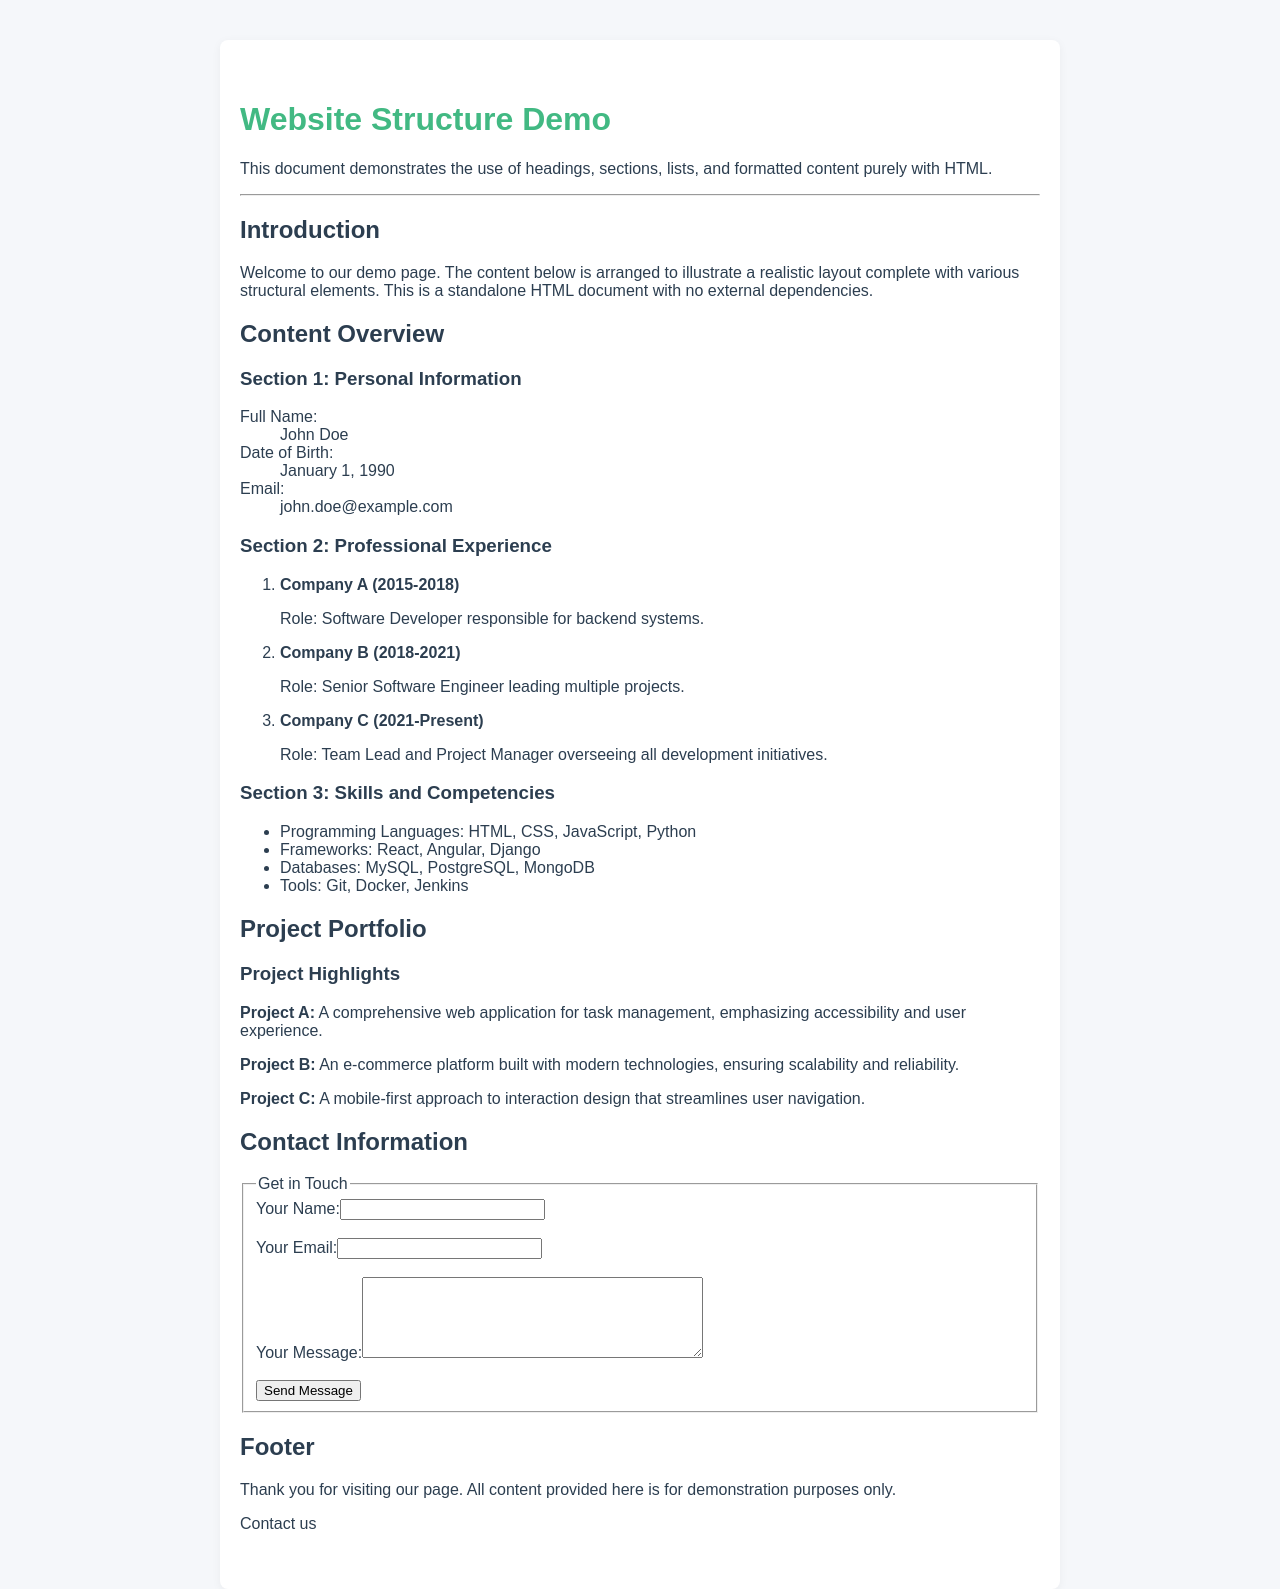 Website Structure Demo
This document demonstrates the use of headings, sections, lists, and formatted content purely with HTML.
Introduction
Welcome to our demo page. The content below is arranged to illustrate a realistic layout complete with various
structural elements. This is a standalone HTML document with no external dependencies.
Content Overview
Section 1: Personal Information
Full Name:
John Doe
Date of Birth:
January 1, 1990
Email:
john.doe@example.com
Section 2: Professional Experience
1. Company A (2015-2018)
Role: Software Developer responsible for backend systems.
2. Company B (2018-2021)
Role: Senior Software Engineer leading multiple projects.
3. Company C (2021-Present)
Role: Team Lead and Project Manager overseeing all development initiatives.
Section 3: Skills and Competencies
• Programming Languages: HTML, CSS, JavaScript, Python
• Frameworks: React, Angular, Django
• Databases: MySQL, PostgreSQL, MongoDB
• Tools: Git, Docker, Jenkins
Project Portfolio
Project Highlights
Project A: A comprehensive web application for task management, emphasizing accessibility and user
experience.
Project B: An e-commerce platform built with modern technologies, ensuring scalability and reliability.
Project C: A mobile-first approach to interaction design that streamlines user navigation.
Contact Information
Get in Touch
Your Name:
Your Email:
Your Message:
Send Message
Footer
Thank you for visiting our page. All content provided here is for demonstration purposes only.
Contact us